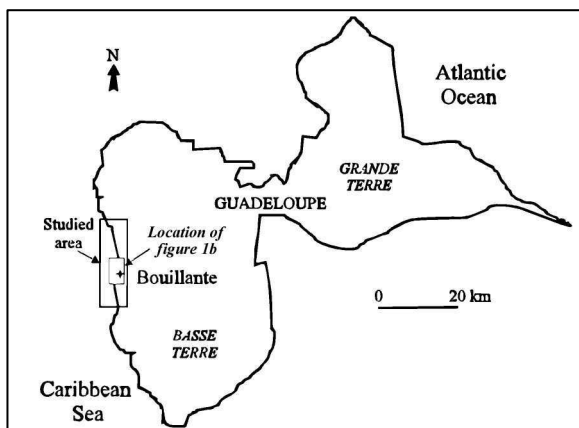 N
Atlantic
Ocean
GRANDE
TERRE
GUADELOUPE
Studied
area
Location of
figure 1b
Bouillante
0 20 km
BASSE
TERRE
Caribbean
Sea